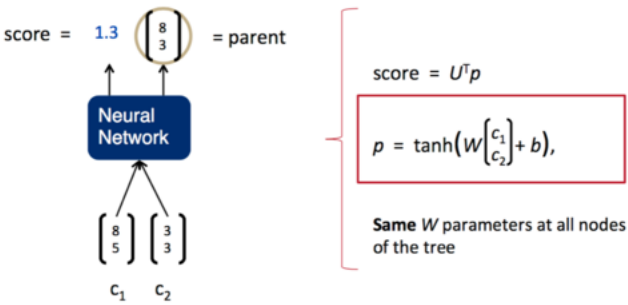 score = 1.3 [8 3] = parent
Neural
Network
[8 5] [3 3]
c₁ c₂
score = Uᵀp
p = tanh(W[c₁ c₂] + b),
Same W parameters at all nodes
of the tree